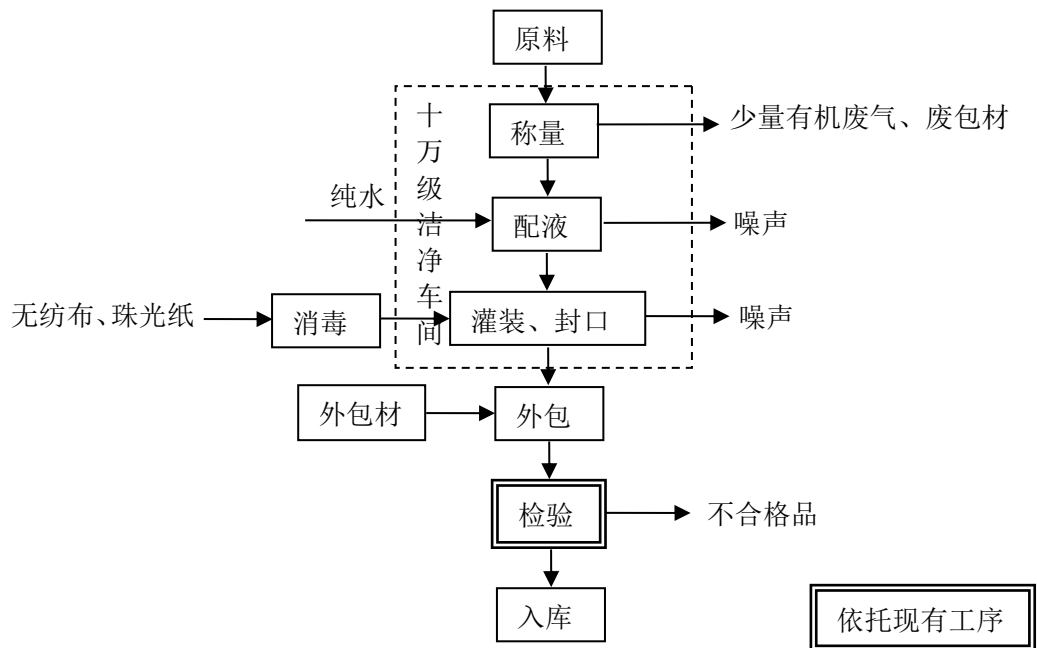 原料
十万级洁净车间
称量
少量有机废气、废包材
纯水
配液
噪声
无纺布、珠光纸
消毒
灌装、封口
噪声
外包材
外包
检验
不合格品
入库
依托现有工序